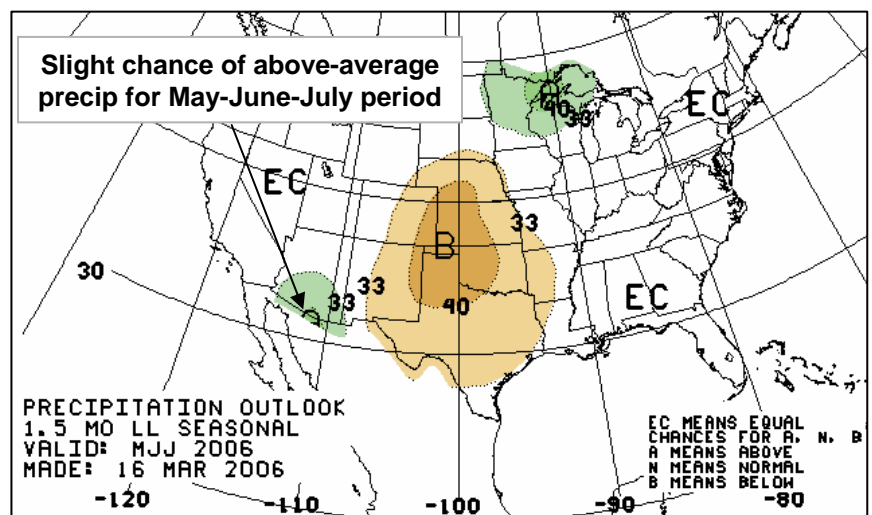 Slight chance of above-average
precip for May-June-July period
A
40
33
EC
EC
33
B
33
33
30
40
EC
PRECIPITATION OUTLOOK
1.5 MO LL SEASONAL
VALID: MJJ 2006
MADE: 16 MAR 2006
EC MEANS EQUAL
CHANCES FOR A, N, B
A MEANS ABOVE
N MEANS NORMAL
B MEANS BELOW
-120
-110
-100
-90
-80